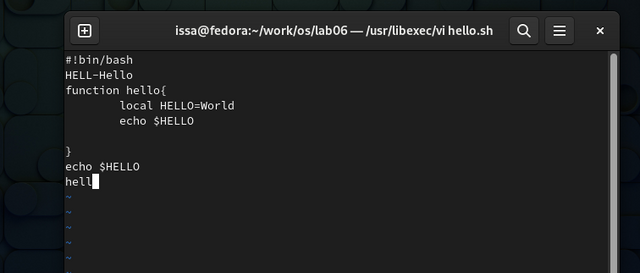 issa@fedora:~/work/os/lab06 — /usr/libexec/vi hello.sh
#!bin/bash
HELL-Hello
function hello{
        local HELLO=World
        echo $HELLO

}
echo $HELLO
hell
~
~
~
~
~